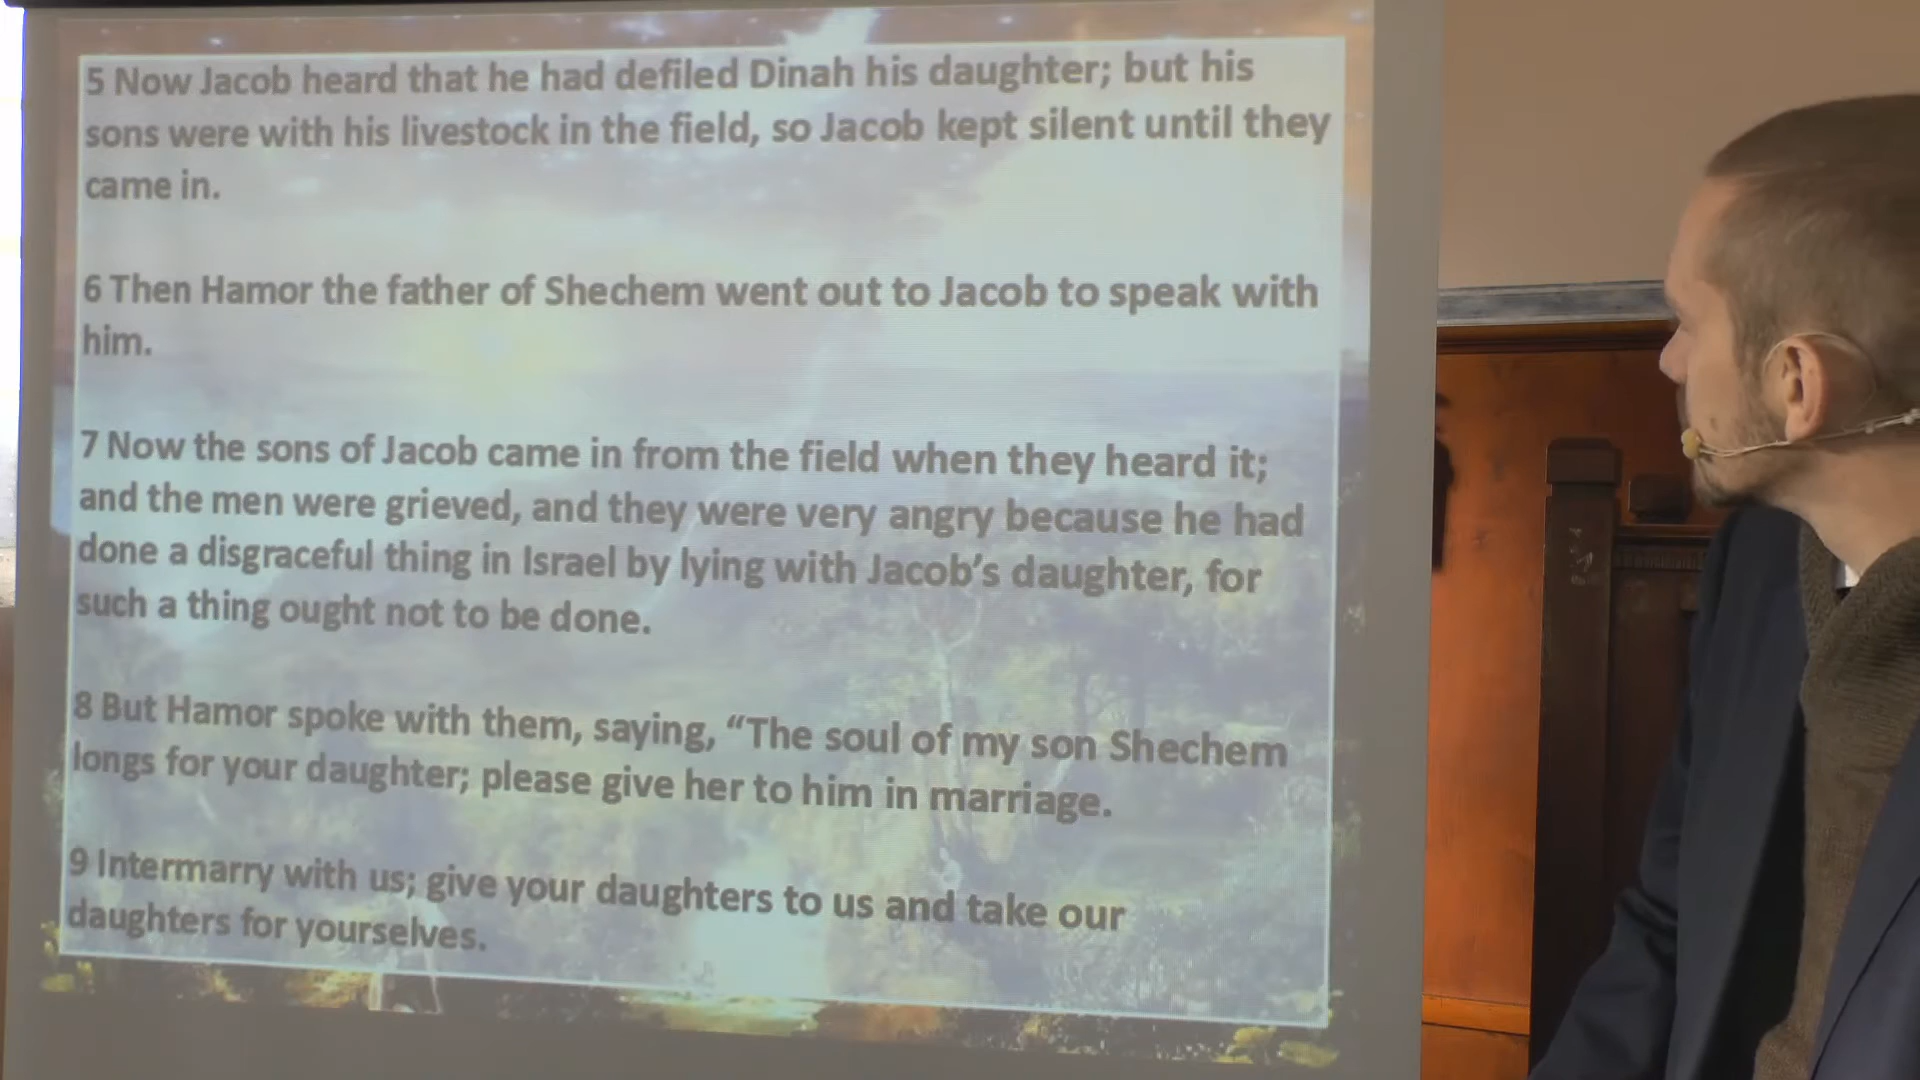 5 Now Jacob heard that he had defiled Dinah his daughter; but his
sons were with his livestock in the field, so Jacob kept silent until they
came in.
6 Then Hamor the father of Shechem went out to Jacob to speak with
him.
7 Now the sons of Jacob came in from the field when they heard it;
and the men were grieved, and they were very angry because he had
done a disgraceful thing in Israel by lying with Jacob’s daughter, for
such a thing ought not to be done.
8 But Hamor spoke with them, saying, “The soul of my son Shechem
longs for your daughter; please give her to him in marriage.
9 Intermarry with us; give your daughters to us and take our
daughters for yourselves.